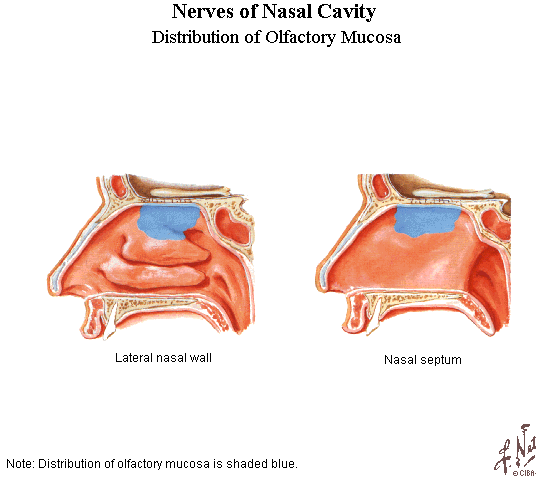 Nerves of Nasal Cavity
Distribution of Olfactory Mucosa
Lateral nasal wall
Nasal septum
Note: Distribution of olfactory mucosa is shaded blue.
© CIBA